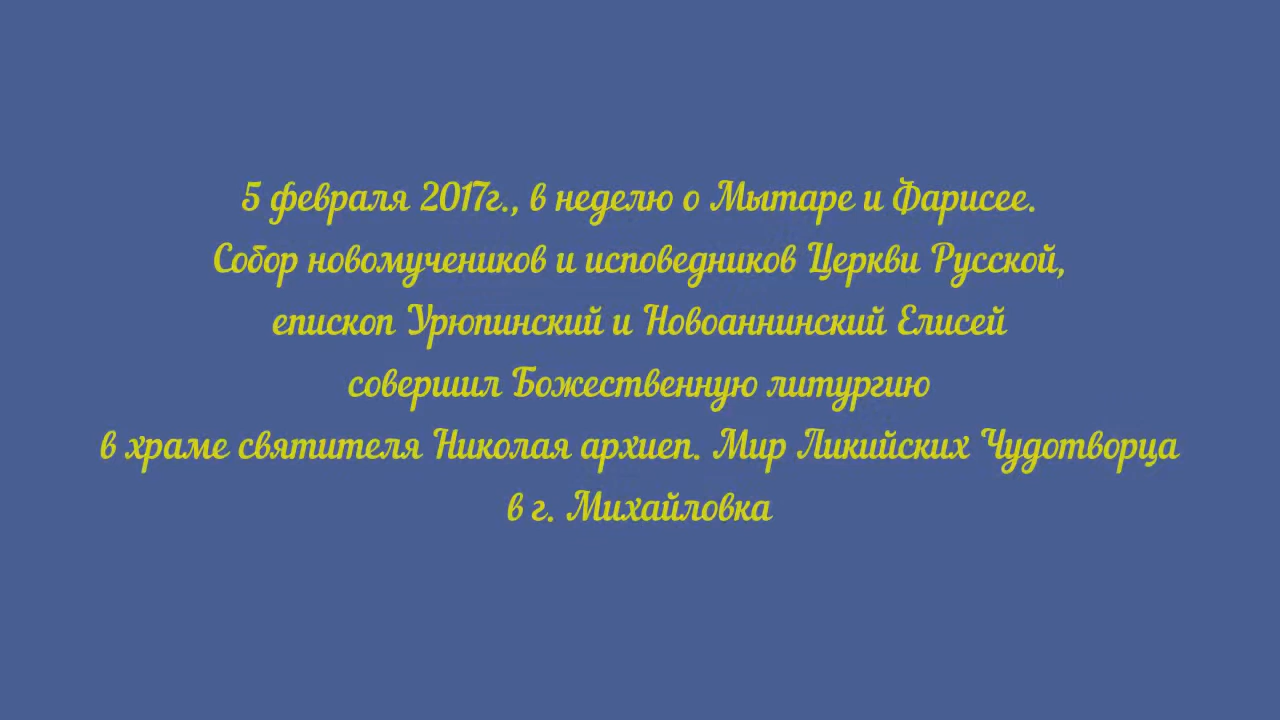 5 февраля 2017г., в неделю о Мытаре и Фарисее.
Собор новомучеников и исповедников Церкви Русской,
епископ Урюпинский и Новоаннинский Елисей
совершил Божественную литургию
в храме святителя Николая архиеп. Мир Ликийских Чудотворца
в г. Михайловка